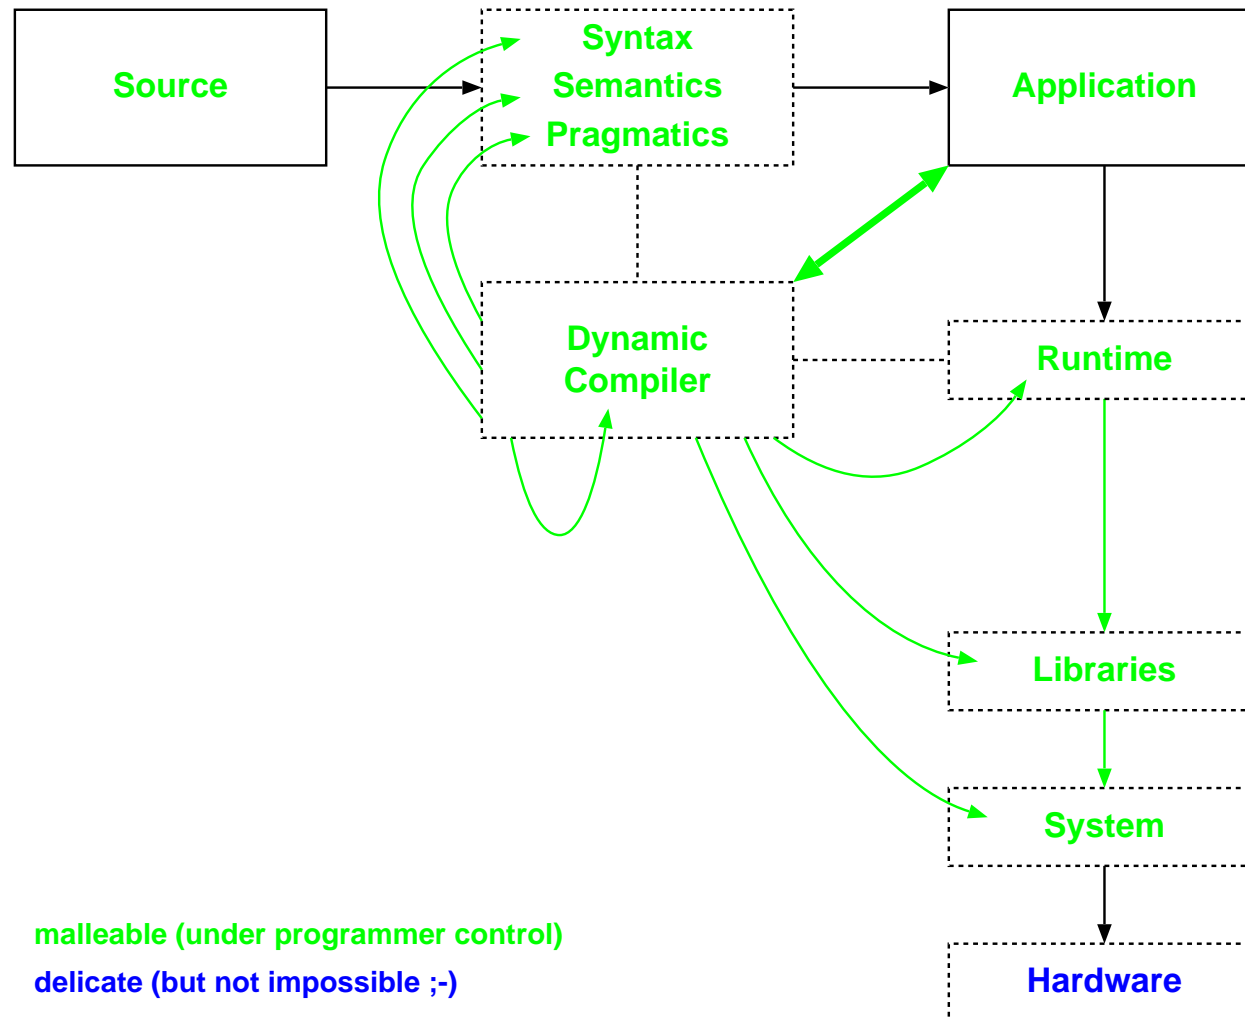 Source
Syntax
Semantics
Pragmatics
Application
Dynamic
Compiler
Runtime
Libraries
System
Hardware
malleable (under programmer control)
delicate (but not impossible ;-)